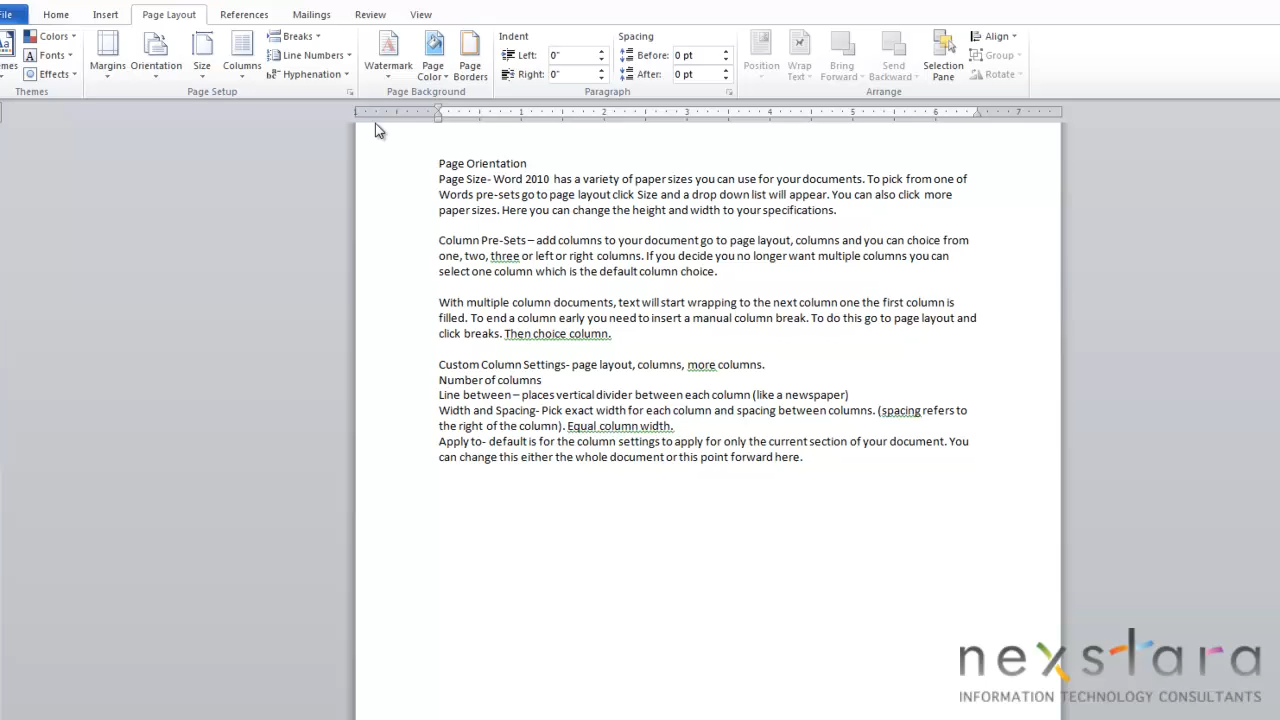 File Home Insert Page Layout References Mailings Review View
Colors Breaks Indent Spacing Align
Fonts Line Numbers Left: 0" Before: 0 pt Group
Margins Orientation Size Columns Watermark Page Color Page Borders Position Wrap Text Bring Forward Send Backward Selection Pane
Effects Hyphenation Right: 0" After: 0 pt Rotate
Themes Page Setup Page Background Paragraph Arrange
1 1 2 3 4 5 6 7
Page Orientation
Page Size- Word 2010 has a variety of paper sizes you can use for your documents. To pick from one of
Words pre-sets go to page layout click Size and a drop down list will appear. You can also click more
paper sizes. Here you can change the height and width to your specifications.
Column Pre-Sets – add columns to your document go to page layout, columns and you can choice from
one, two, three or left or right columns. If you decide you no longer want multiple columns you can
select one column which is the default column choice.
With multiple column documents, text will start wrapping to the next column one the first column is
filled. To end a column early you need to insert a manual column break. To do this go to page layout and
click breaks. Then choice column.
Custom Column Settings- page layout, columns, more columns.
Number of columns
Line between – places vertical divider between each column (like a newspaper)
Width and Spacing- Pick exact width for each column and spacing between columns. (spacing refers to
the right of the column). Equal column width.
Apply to- default is for the column settings to apply for only the current section of your document. You
can change this either the whole document or this point forward here.
nexstara
INFORMATION TECHNOLOGY CONSULTANTS